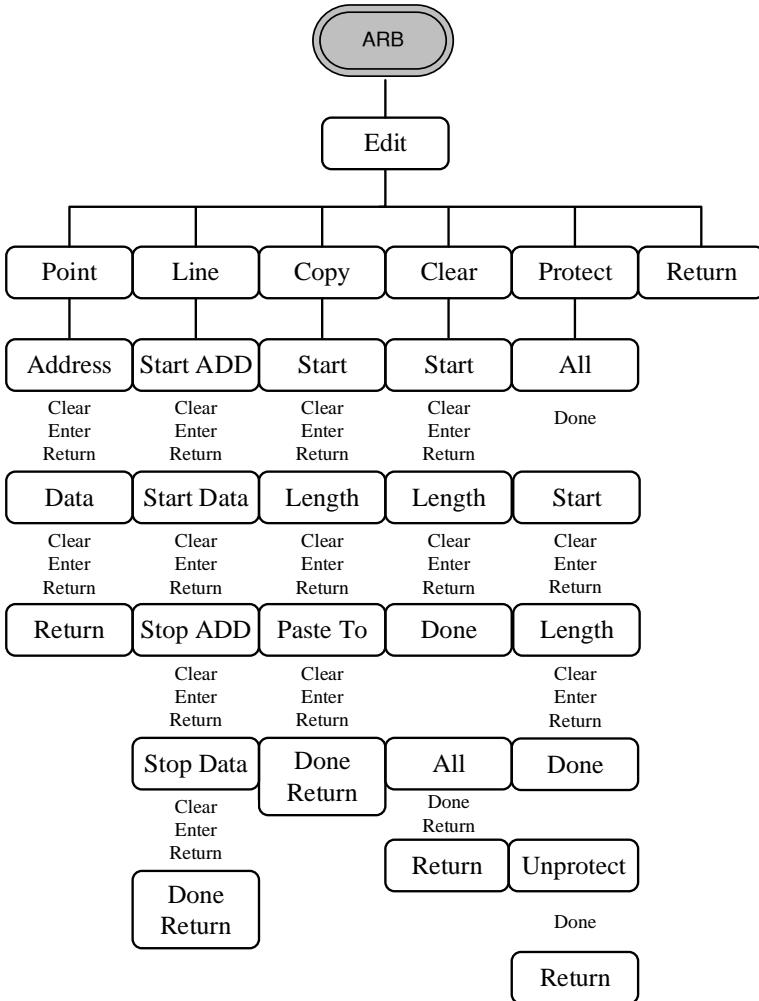 ARB
Edit
Point Line Copy Clear Protect Return
Address Start ADD Start Start All
Clear Clear Clear Clear Done
Enter Enter Enter Enter
Return Return Return Return
Data Start Data Length Length Start
Clear Clear Clear Clear Clear
Enter Enter Enter Enter Enter
Return Return Return Return Return
Return Stop ADD Paste To Done Length
Clear Clear Clear
Enter Enter Enter
Return Return Return
Stop Data Done Return All Done
Clear Done
Enter Return
Return
Return Unprotect
Done
Return
Done
Return